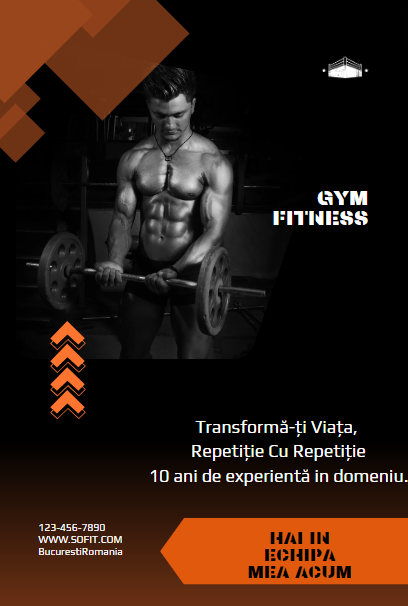 GYM
FITNESS
Transformă-ți Viața,
Repetiție Cu Repetiție
10 ani de experientă in domeniu.
123-456-7890
WWW.SOFIT.COM
BucurestiRomania
HAI IN
ECHIPA
MEA ACUM